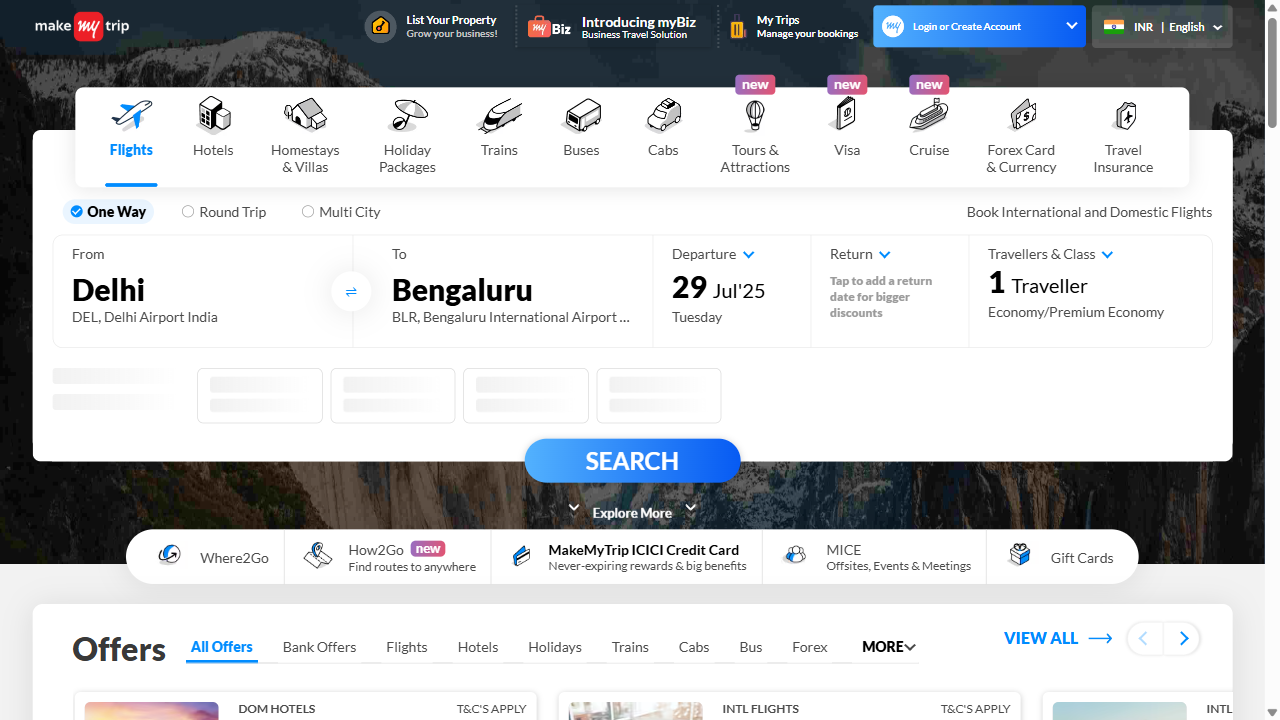 make my trip
List Your Property
Grow your business!
my Biz
Introducing myBiz
Business Travel Solution
My Trips
Manage your bookings
my
Login or Create Account
INR | English
new
new
new
Flights
Hotels
Homestays
& Villas
Holiday
Packages
Trains
Buses
Cabs
Tours &
Attractions
Visa
Cruise
Forex Card
& Currency
Travel
Insurance
One Way
Round Trip
Multi City
Book International and Domestic Flights
From
Delhi
DEL, Delhi Airport India
To
Bengaluru
BLR, Bengaluru International Airport ...
Departure
29 Jul'25
Tuesday
Return
Tap to add a return
date for bigger
discounts
Travellers & Class
1 Traveller
Economy/Premium Economy
SEARCH
Explore More
Where2Go
How2Go new
Find routes to anywhere
MakeMyTrip ICICI Credit Card
Never-expiring rewards & big benefits
MICE
Offsites, Events & Meetings
Gift Cards
Offers
All Offers
Bank Offers
Flights
Hotels
Holidays
Trains
Cabs
Bus
Forex
MORE
VIEW ALL
DOM HOTELS
T&C'S APPLY
INTL FLIGHTS
T&C'S APPLY
INTL